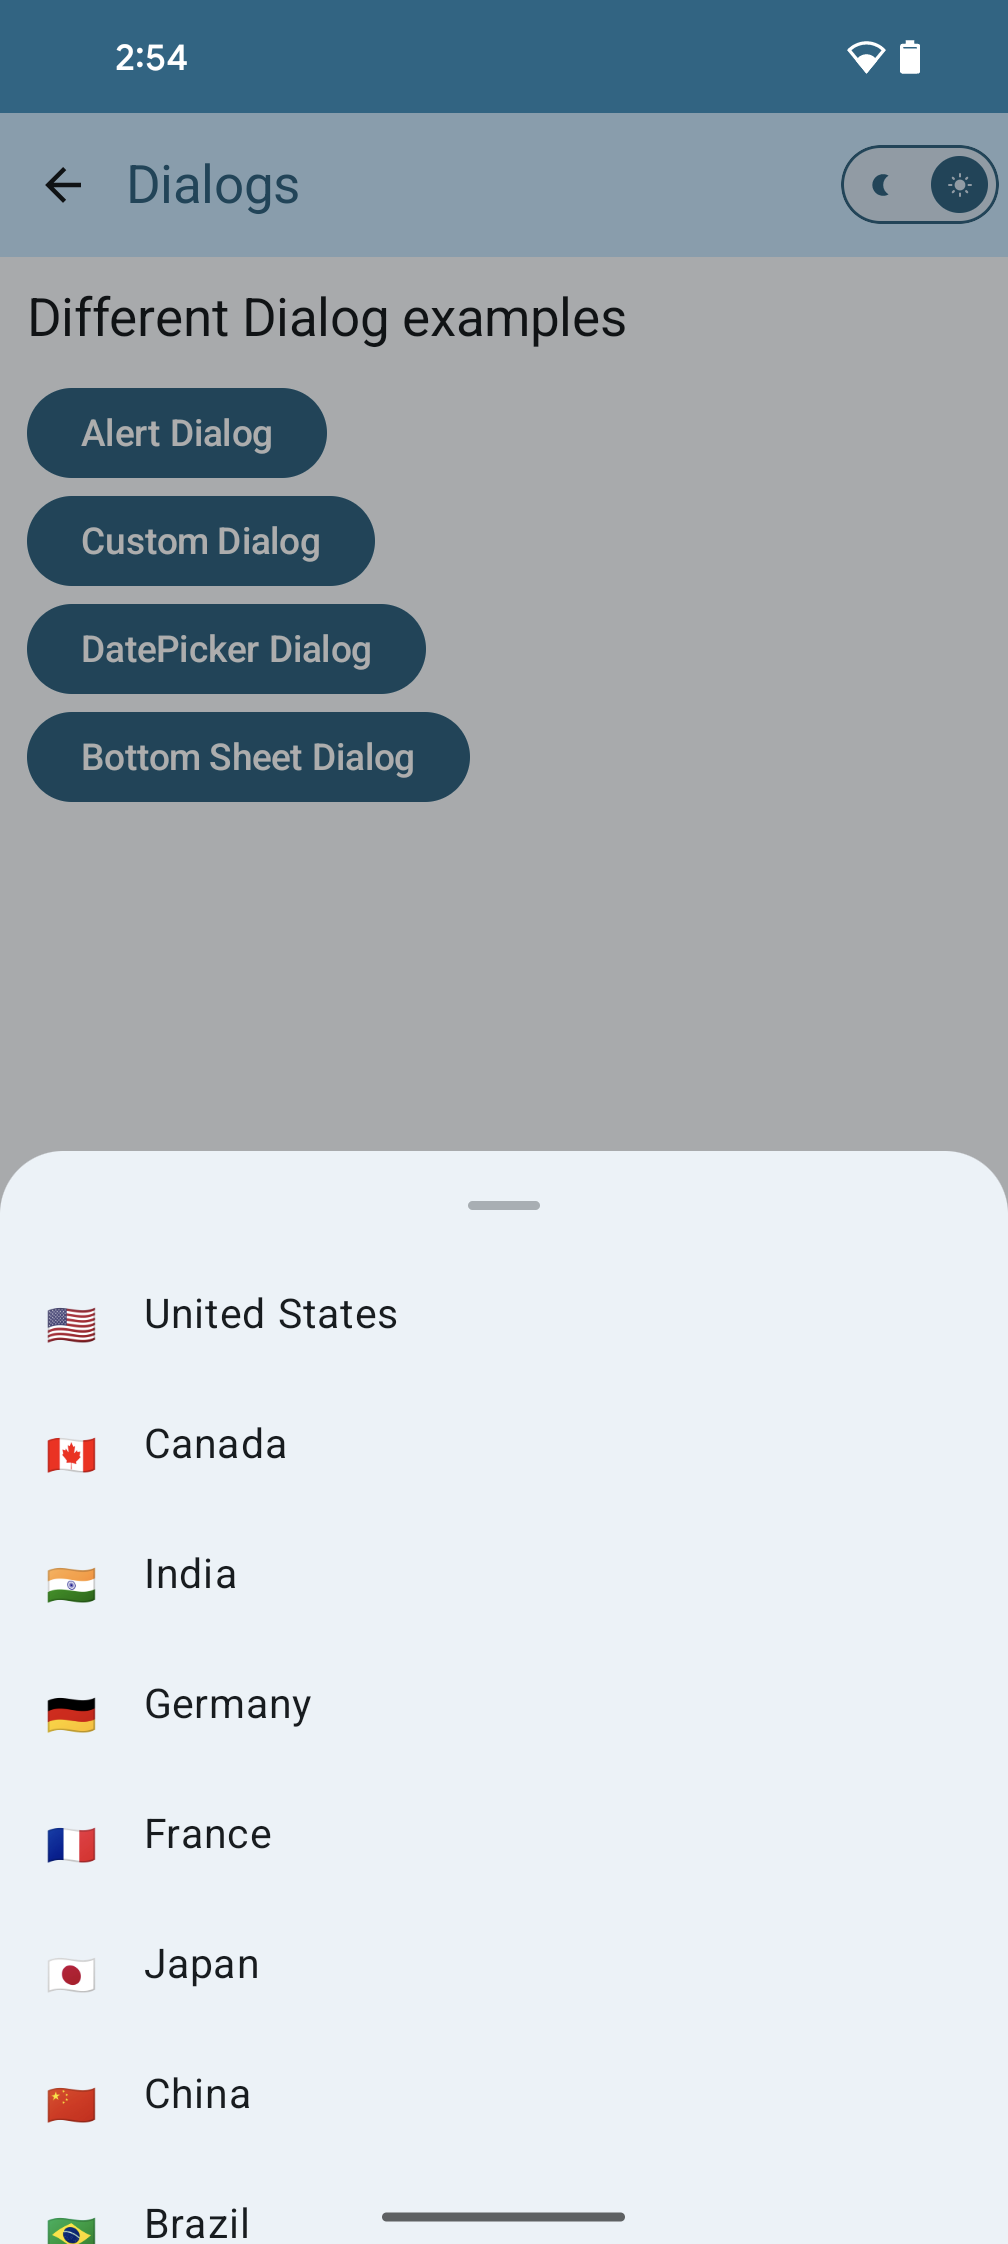 2:54
Dialogs
Different Dialog examples
Alert Dialog
Custom Dialog
DatePicker Dialog
Bottom Sheet Dialog
United States
Canada
India
Germany
France
Japan
China
Brazil